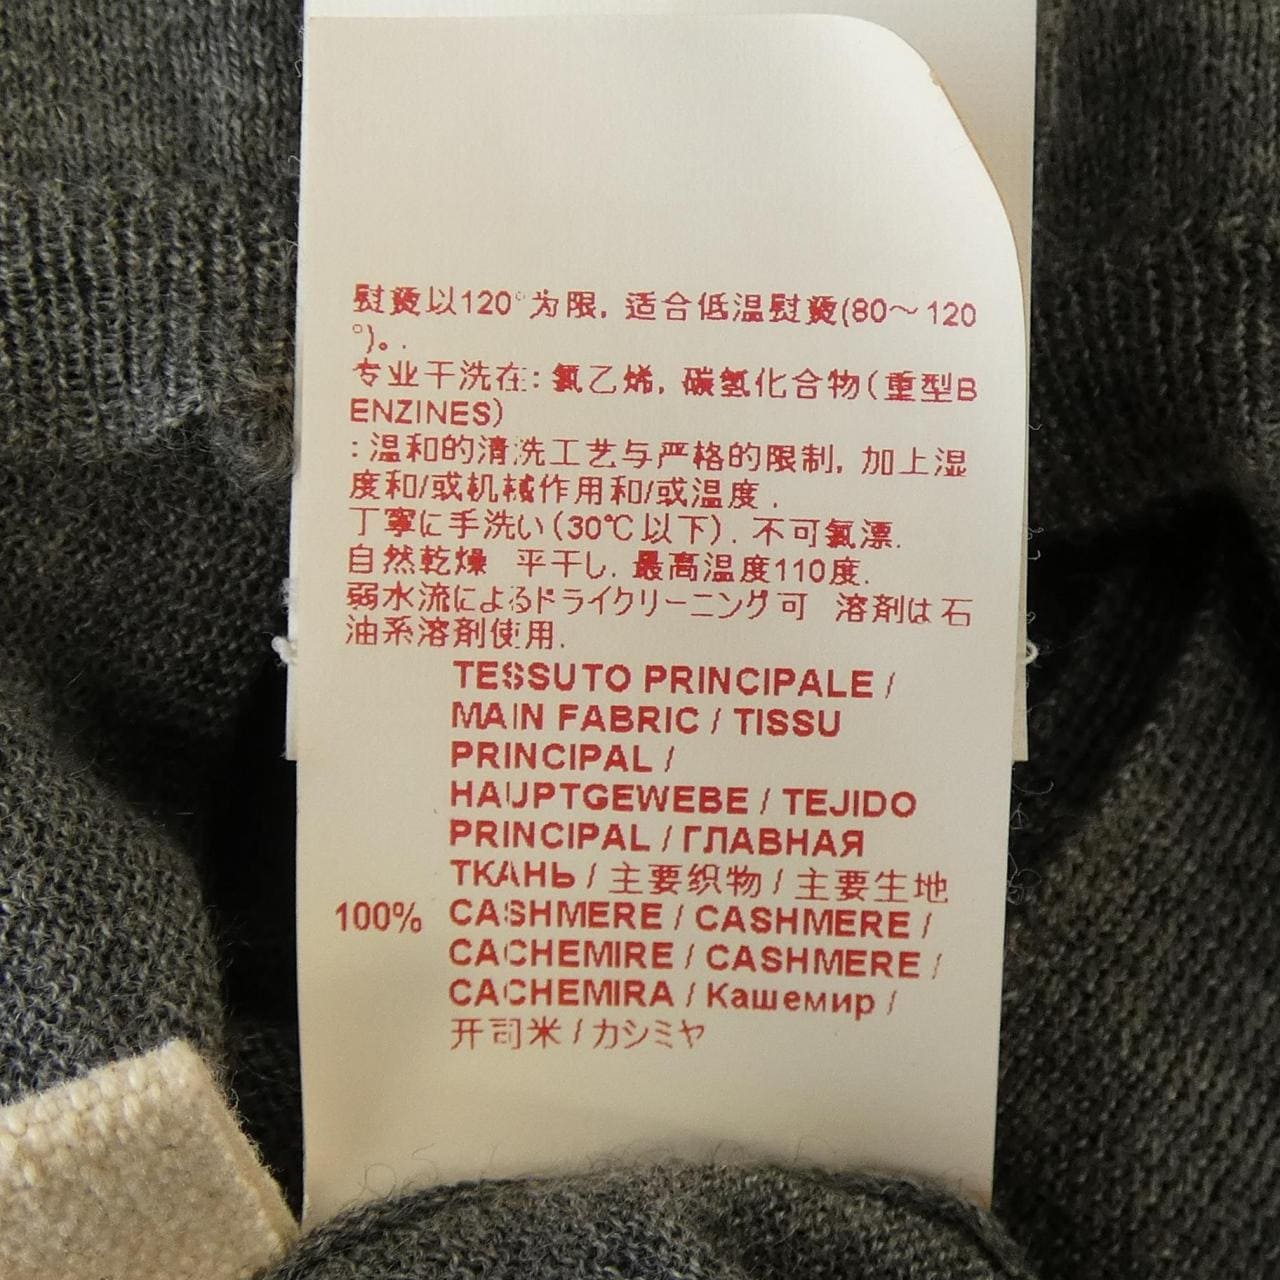 熨烫以120°为限, 适合低温熨烫(80～120
°)。.
专业干洗在: 氯乙烯, 碳氢化合物(重型B
ENZINES)
:温和的清洗工艺与严格的限制, 加上湿
度和/或机械作用和/或温度.
丁寧に手洗い(30℃以下). 不可氯漂.
自然乾燥 平干し. 最高温度110度.
弱水流によるドライクリーニング可 溶剤は石
油系溶剤使用.
TESSUTO PRINCIPALE /
MAIN FABRIC / TISSU
PRINCIPAL /
HAUPTGEWEBE / TEJIDO
PRINCIPAL / ГЛАВНАЯ
ТКАНЬ / 主要织物 / 主要生地
100% CASHMERE / CASHMERE /
CACHEMIRE / CASHMERE /
CACHEMIRA / Кашемир /
开司米 / カシミヤ